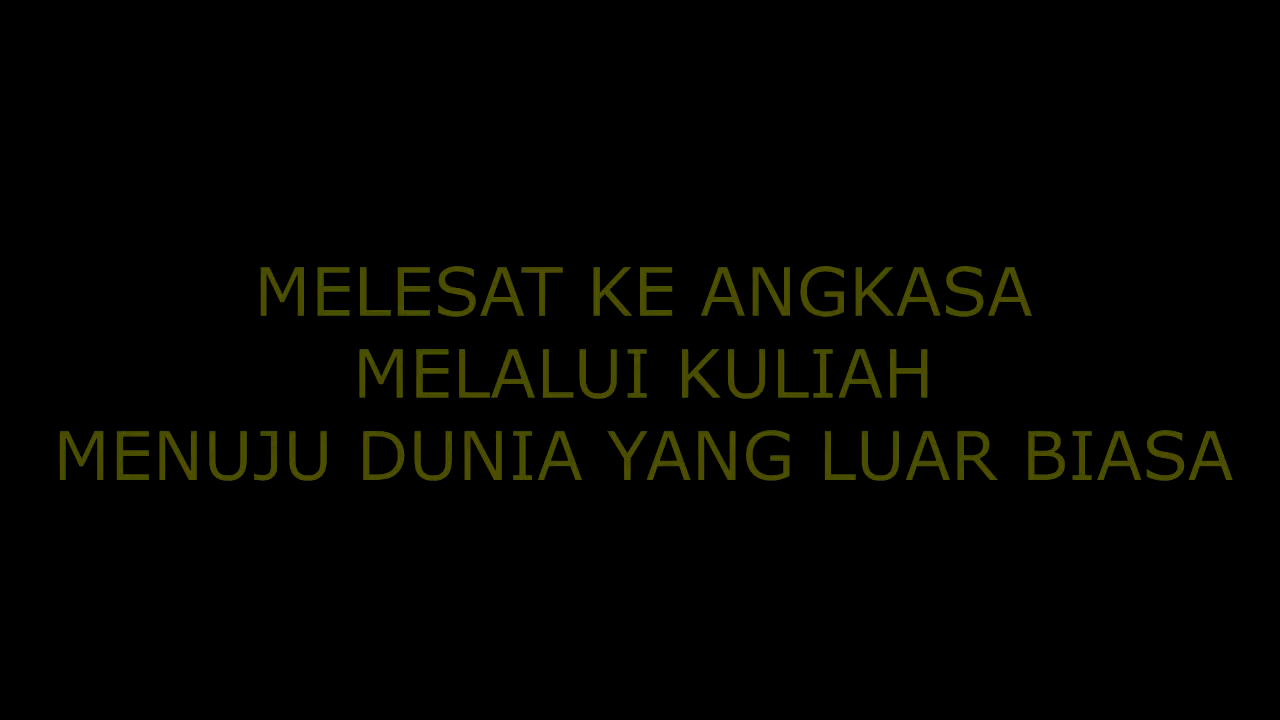 MELESAT KE ANGKASA
MELALUI KULIAH
MENUJU DUNIA YANG LUAR BIASA